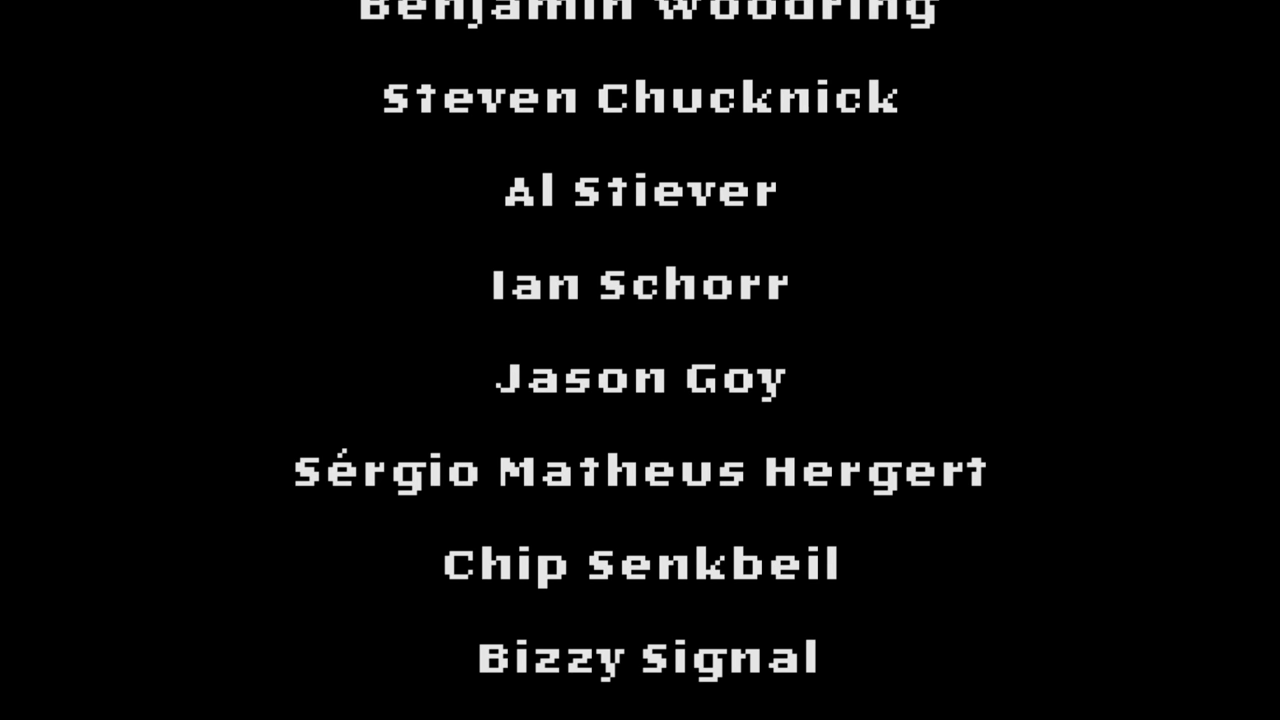 Benjamin Woodring
Steven Chucknick
Al Stiever
Ian Schorr
Jason Goy
Sérgio Matheus Hergert
Chip Senkbeil
Bizzy Signal